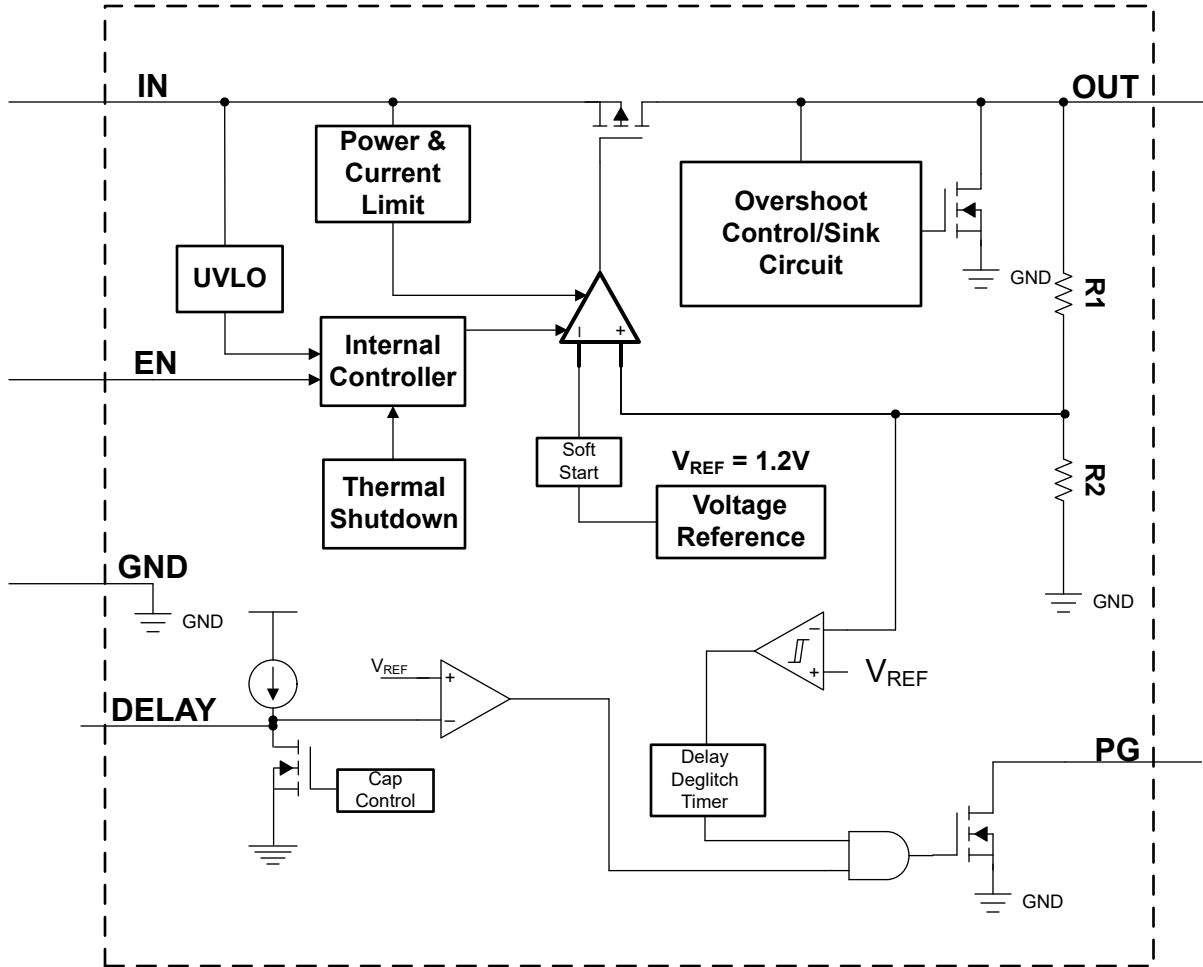 IN
OUT
Power &
Current
Limit
Overshoot
Control/Sink
Circuit
GND
R1
UVLO
Internal
Controller
EN
Soft
Start
V_REF = 1.2V
Voltage
Reference
R2
Thermal
Shutdown
GND
GND
GND
V_REF
V_REF
DELAY
Cap
Control
Delay
Deglitch
Timer
PG
GND